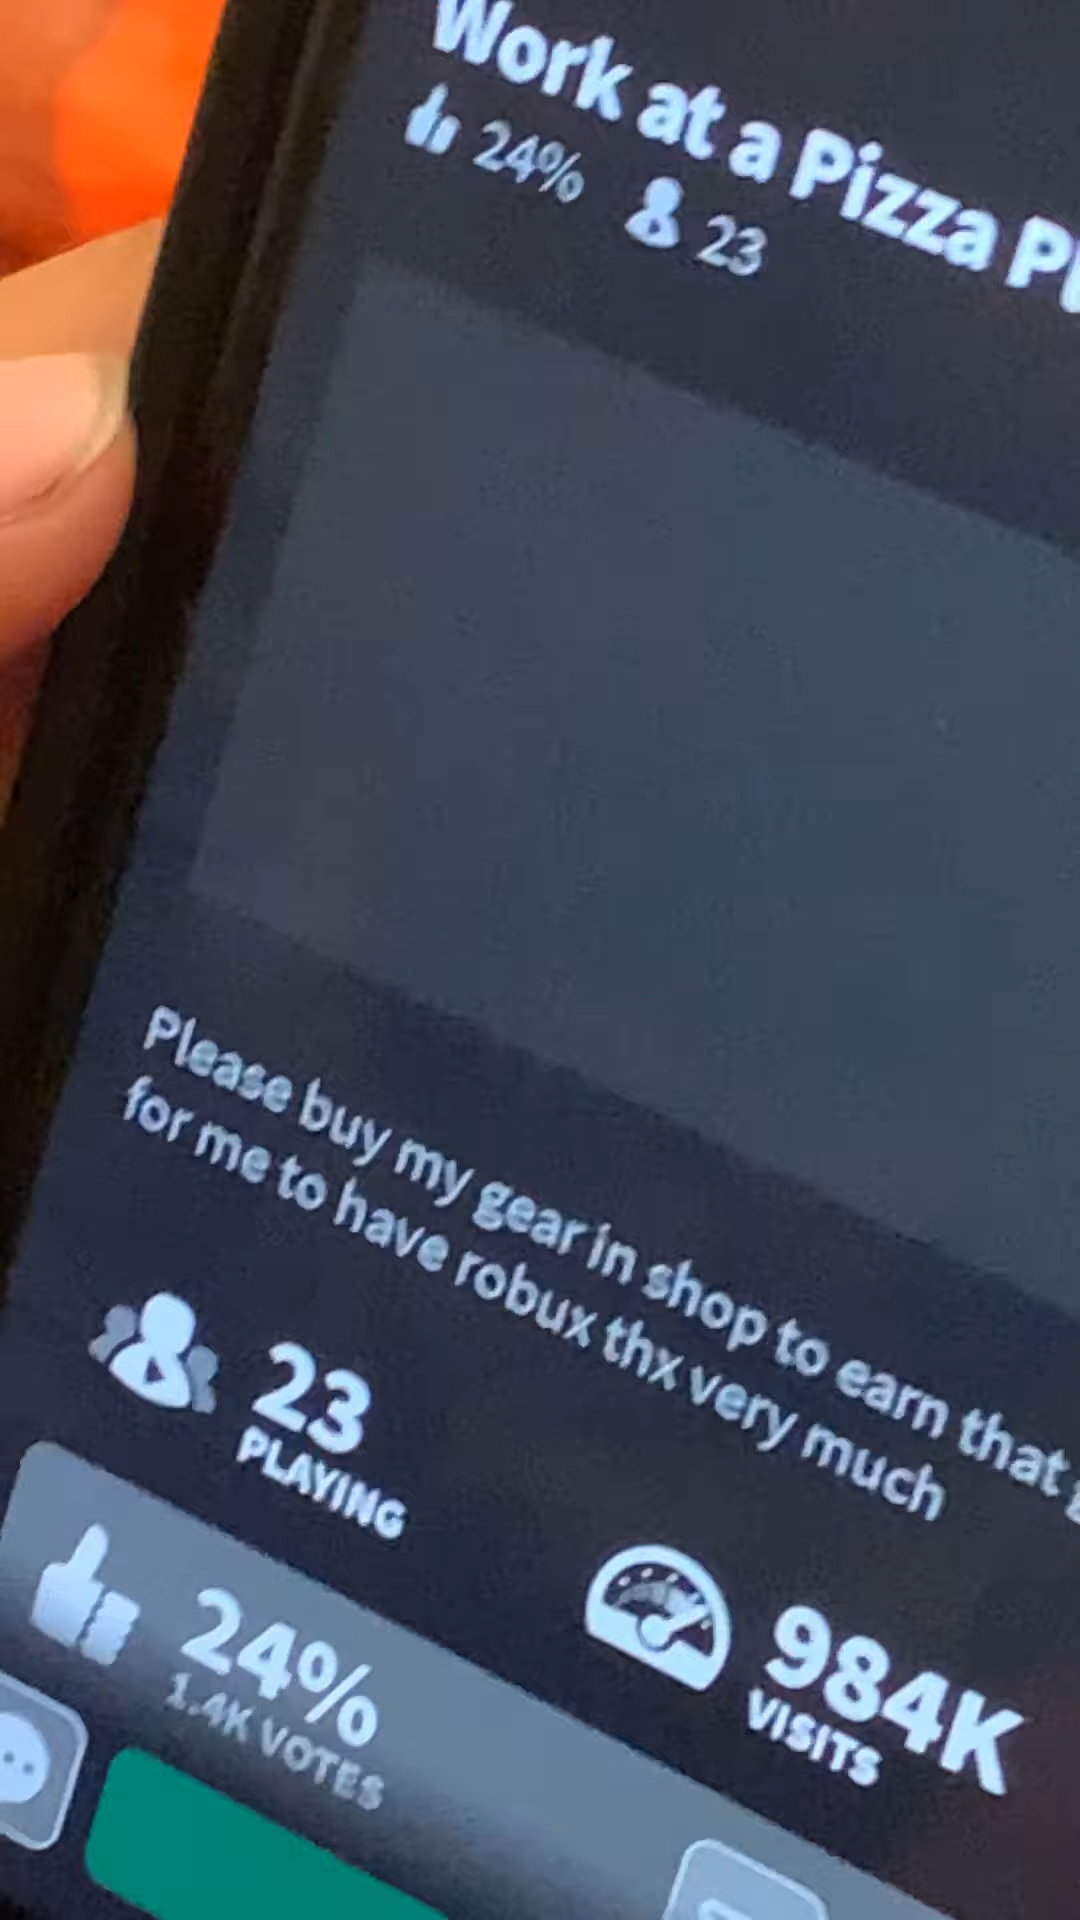 Work at a Pizza
24% 23
Please buy my gear in shop to earn that
for me to have robux thx very much
23
PLAYING
984K
VISITS
24%
1.4K VOTES